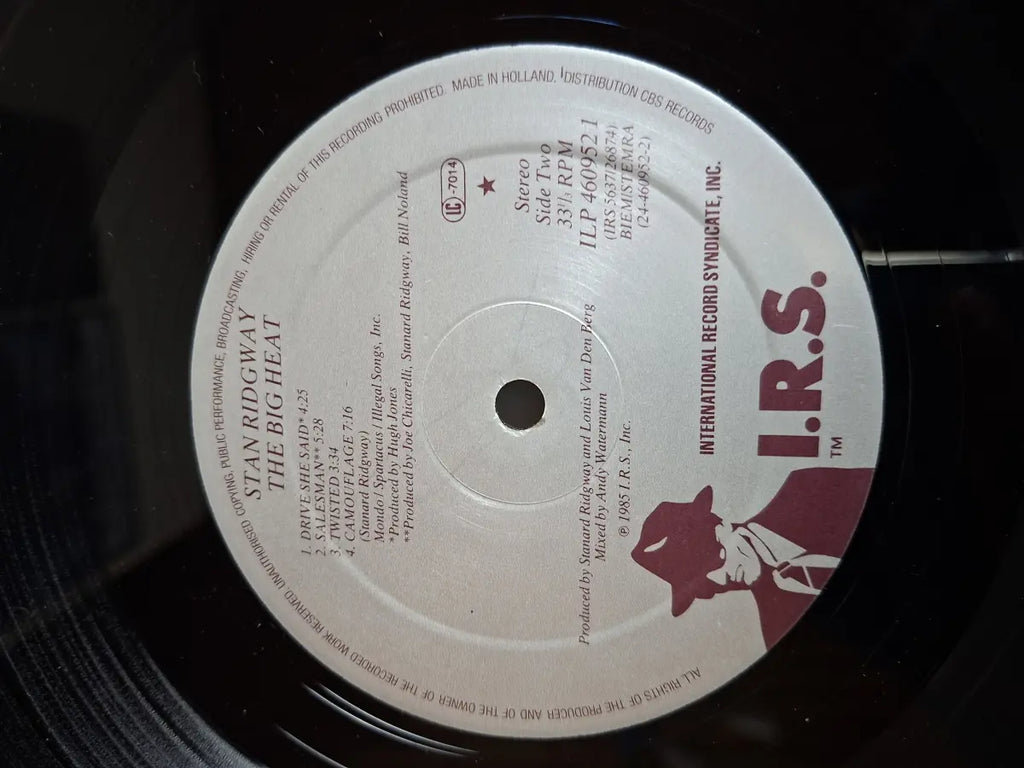 ALL RIGHTS OF THE PRODUCER AND OF THE OWNER OF THE RECORDED WORK RESERVED. UNAUTHORISED COPYING, PUBLIC PERFORMANCE, BROADCASTING, HIRING OR RENTAL OF THIS RECORDING PROHIBITED. MADE IN HOLLAND. DISTRIBUTION CBS RECORDS
STAN RIDGWAY
THE BIG HEAT
1. DRIVE SHE SAID* 4:25
2. SALESMAN** 5:28
3. TWISTED 3:34
4. CAMOUFLAGE 7:16
(Stanard Ridgway)
Mondo / Spartacus / Illegal Songs, Inc.
*Produced by Hugh Jones
**Produced by Joe Chicarelli, Stanard Ridgway, Bill Noland
LC-7014
Stereo
Side Two
33 1/3 RPM
ILP 4609521
(IRS 5637|26874)
BIEM/STEMRA
(24-460952-2)
Produced by Stanard Ridgway and Louis Van Den Berg
Mixed by Andy Watermann
℗ 1985 I.R.S., Inc.
INTERNATIONAL RECORD SYNDICATE, INC.
I.R.S.
TM